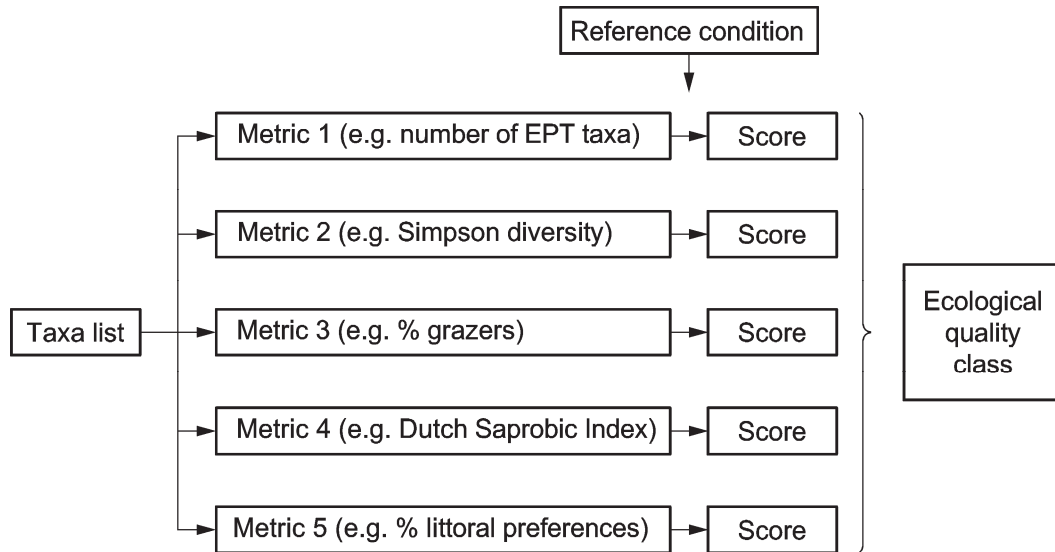 Reference condition
Metric 1 (e.g. number of EPT taxa)
Score
Metric 2 (e.g. Simpson diversity)
Score
Taxa list
Metric 3 (e.g. % grazers)
Score
Ecological
quality
class
Metric 4 (e.g. Dutch Saprobic Index)
Score
Metric 5 (e.g. % littoral preferences)
Score